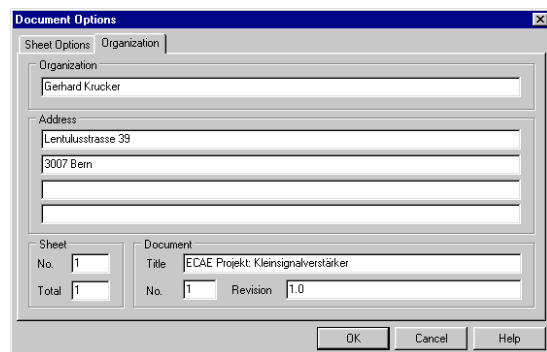 Document Options
Sheet Options Organization
Organization
Gerhard Krucker
Address
Lentulusstrasse 39
3007 Bern
Sheet
No. 1
Total 1
Document
Title ECAE Projekt: Kleinsignalverstärker
No. 1 Revision 1.0
OK Cancel Help